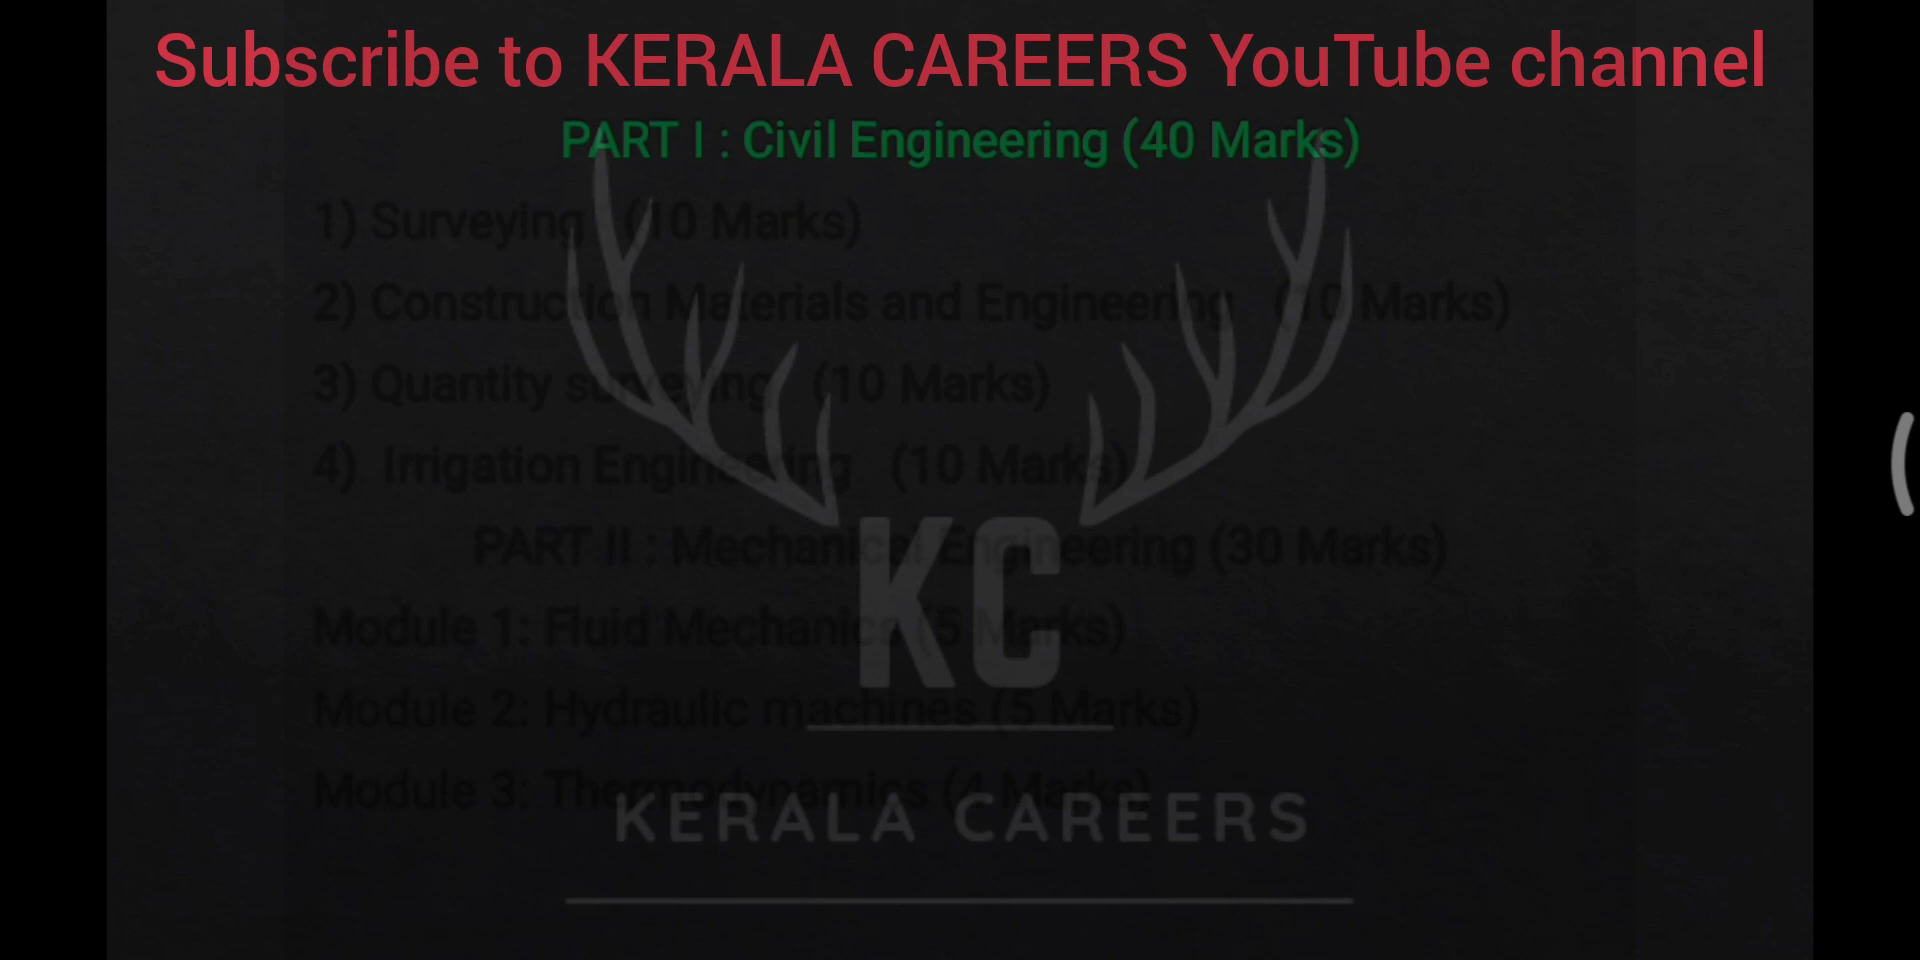 Subscribe to KERALA CAREERS YouTube channel
PART I : Civil Engineering (40 Marks)
1) Surveying (10 Marks)
2) Construction Materials and Engineering (10 Marks)
3) Quantity surveying (10 Marks)
4) Irrigation Engineering (10 Marks)
PART II : Mechanical Engineering (30 Marks)
Module 1: Fluid Mechanics (5 Marks)
Module 2: Hydraulic machines (5 Marks)
Module 3: Thermodynamics (4 Marks)
KC
KERALA CAREERS